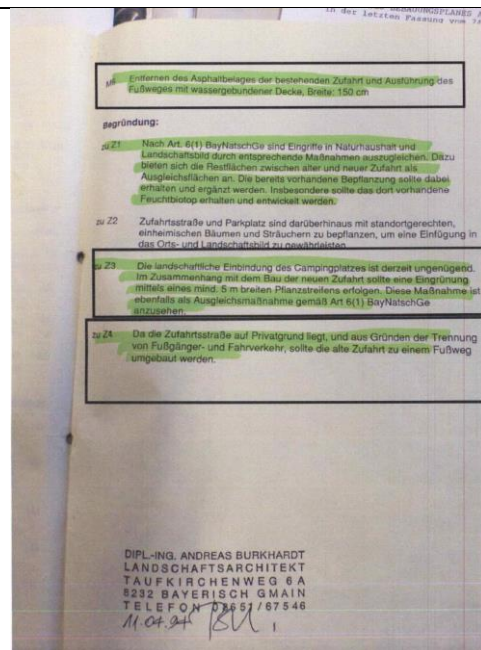 BEBAUUNGSPLANES
in der letzten Fassung vom
M6 Entfernen des Asphaltbelages der bestehenden Zufahrt und Ausführung des
Fußweges mit wassergebundener Decke, Breite: 150 cm
Begründung:
zu Z1 Nach Art. 6(1) BayNatschGe sind Eingriffe in Naturhaushalt und
Landschaftsbild durch entsprechende Maßnahmen auszugleichen. Dazu
bieten sich die Restflächen zwischen alter und neuer Zufahrt als
Ausgleichsflächen an. Die bereits vorhandene Bepflanzung sollte dabei
erhalten und ergänzt werden. Insbesondere sollte das dort vorhandene
Feuchtbiotop erhalten und entwickelt werden.
zu Z2 Zufahrtsstraße und Parkplatz sind darüberhinaus mit standortgerechten,
einheimischen Bäumen und Sträuchern zu bepflanzen, um eine Einfügung in
das Orts- und Landschaftsbild zu gewährleisten
zu Z3 Die landschaftliche Einbindung des Campingplatzes ist derzeit ungenügend.
Im Zusammenhang mit dem Bau der neuen Zufahrt sollte eine Eingrünung
mittels eines mind. 5 m breiten Pflanzstreifens erfolgen. Diese Maßnahme ist
ebenfalls als Ausgleichsmaßnahme gemäß Art 6(1) BayNatschGe
anzusehen.
zu Z4 Da die Zufahrtsstraße auf Privatgrund liegt, und aus Gründen der Trennung
von Fußgänger- und Fahrverkehr, sollte die alte Zufahrt zu einem Fußweg
umgebaut werden.
DIPL.-ING. ANDREAS BURKHARDT
LANDSCHAFTSARCHITEKT
TAUFKIRCHENWEG 6A
8232 BAYERISCH GMAIN
TELEFON 08651/67546
11.04.94